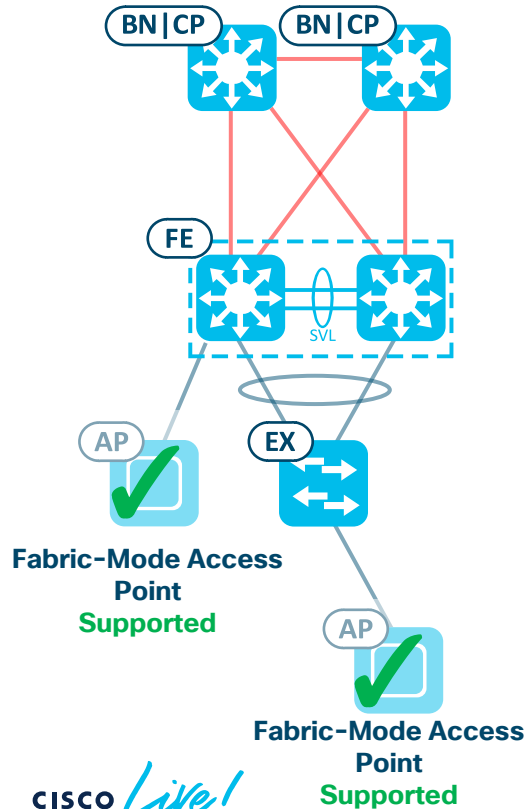 BN|CP
BN|CP
FE
SVL
AP
EX
Fabric-Mode Access
Point
Supported
AP
Fabric-Mode Access
Point
Supported
CISCO Live!